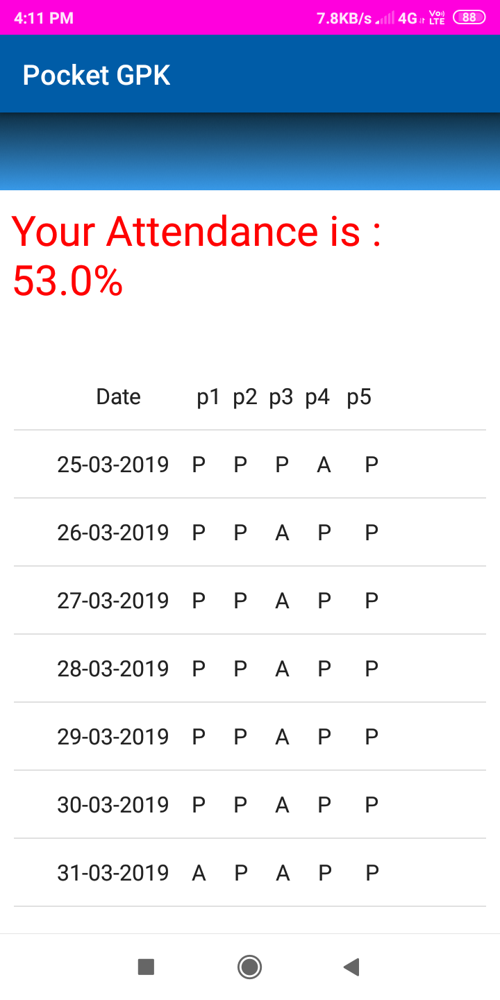 4:11 PM 7.8KB/s 4G Vo) LTE 88
Pocket GPK
Your Attendance is :
53.0%
Date p1 p2 p3 p4 p5
25-03-2019 P P P A P
26-03-2019 P P A P P
27-03-2019 P P A P P
28-03-2019 P P A P P
29-03-2019 P P A P P
30-03-2019 P P A P P
31-03-2019 A P A P P